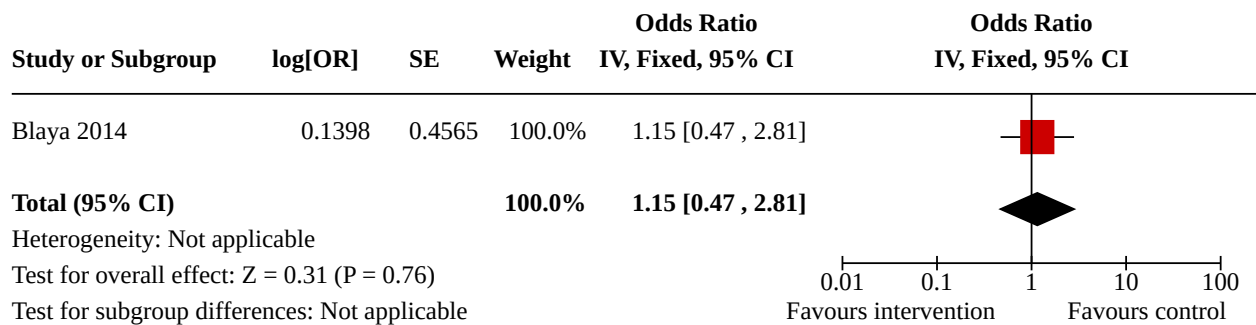 Odds Ratio Odds Ratio
Study or Subgroup log[OR] SE Weight IV, Fixed, 95% CI IV, Fixed, 95% CI
Blaya 2014 0.1398 0.4565 100.0% 1.15 [0.47 , 2.81]
Total (95% CI) 100.0% 1.15 [0.47 , 2.81]
Heterogeneity: Not applicable
Test for overall effect: Z = 0.31 (P = 0.76)
0.01 0.1 1 10 100
Test for subgroup differences: Not applicable Favours intervention Favours control